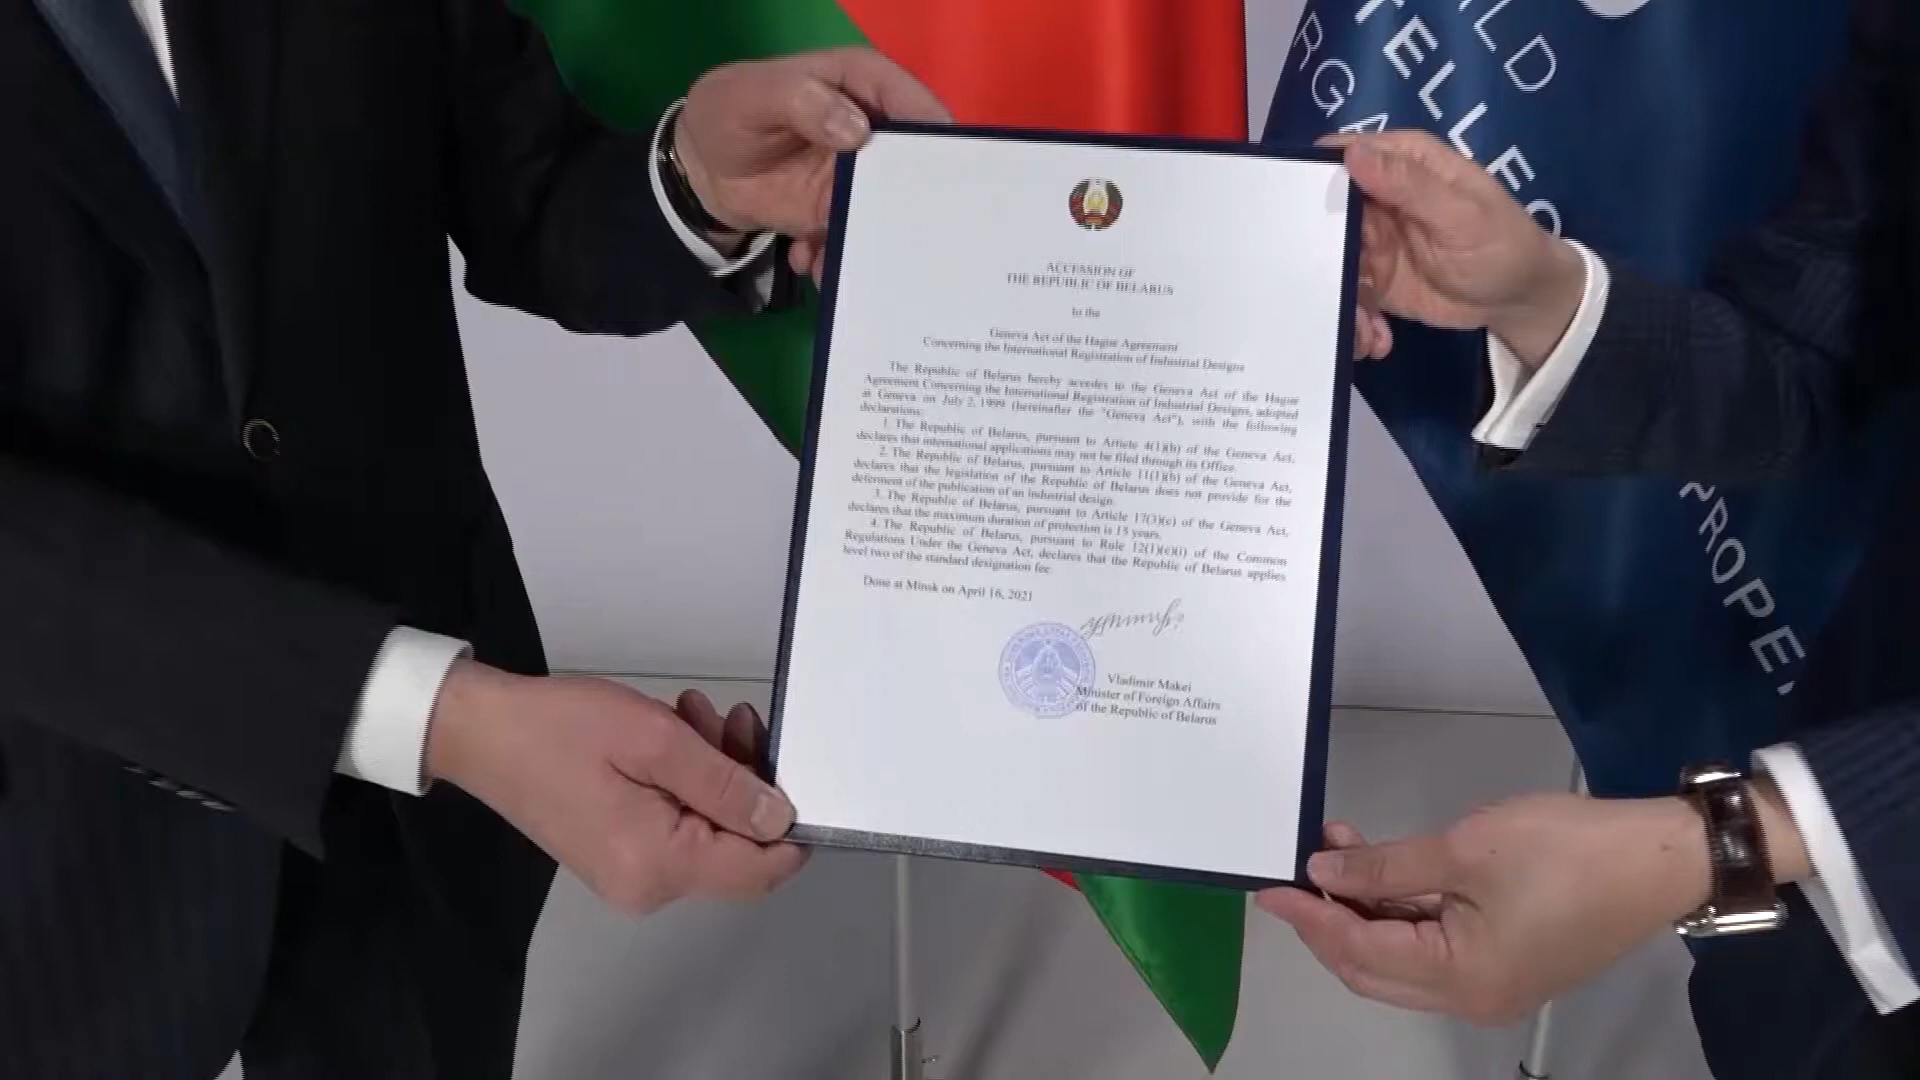 ACCESSION OF
THE REPUBLIC OF BELARUS
to the
Geneva Act of the Hague Agreement
Concerning the International Registration of Industrial Designs
The Republic of Belarus hereby accedes to the Geneva Act of the Hague
Agreement Concerning the International Registration of Industrial Designs, adopted
at Geneva on July 2, 1999 (hereinafter the "Geneva Act"), with the following
declarations:
1. The Republic of Belarus, pursuant to Article 4(1)(b) of the Geneva Act,
declares that international applications may not be filed through its Office.
2. The Republic of Belarus, pursuant to Article 11(1)(b) of the Geneva Act,
declares that the legislation of the Republic of Belarus does not provide for the
deferment of the publication of an industrial design.
3. The Republic of Belarus, pursuant to Article 17(3)(c) of the Geneva Act,
declares that the maximum duration of protection is 15 years.
4. The Republic of Belarus, pursuant to Rule 12(1)(c)(i) of the Common
Regulations Under the Geneva Act, declares that the Republic of Belarus applies
level two of the standard designation fee.
Done at Minsk on April 16, 2021
Vladimir Makei
Minister of Foreign Affairs
of the Republic of Belarus
LD
TELLEC
RGA
ROPE